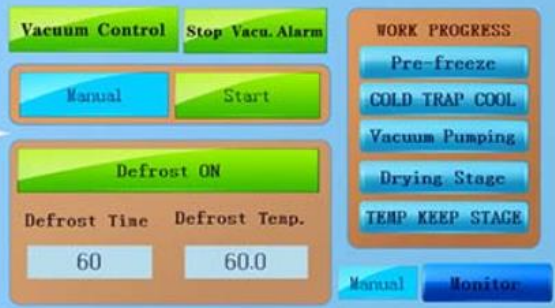 Vacuum Control
Stop Vacu. Alarm
Manual
Start
Defrost ON
Defrost Time
Defrost Temp.
60
60.0
WORK PROGRESS
Pre-freeze
COLD TRAP COOL
Vacuum Pumping
Drying Stage
TEMP KEEP STAGE
Manual
Monitor